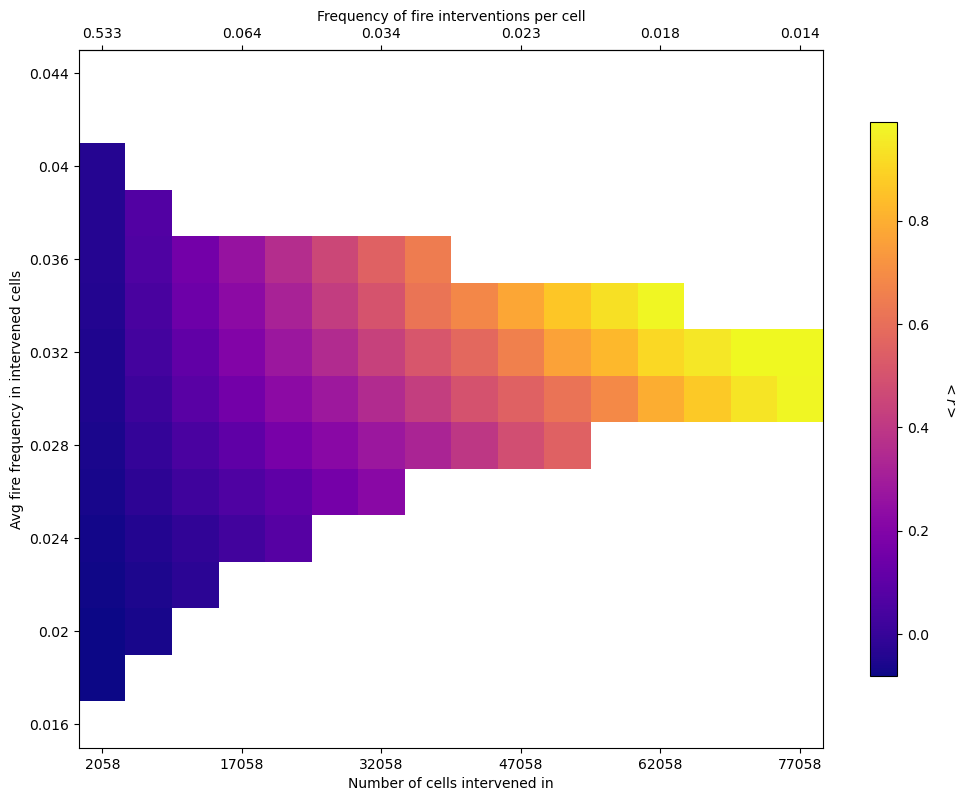 Frequency of fire interventions per cell
0.533 0.064 0.034 0.023 0.018 0.014
0.044
0.04
0.036
0.032
0.028
0.024
0.02
0.016
Avg fire frequency in intervened cells
2058 17058 32058 47058 62058 77058
Number of cells intervened in
0.8
0.6
0.4
0.2
0.0
< r >